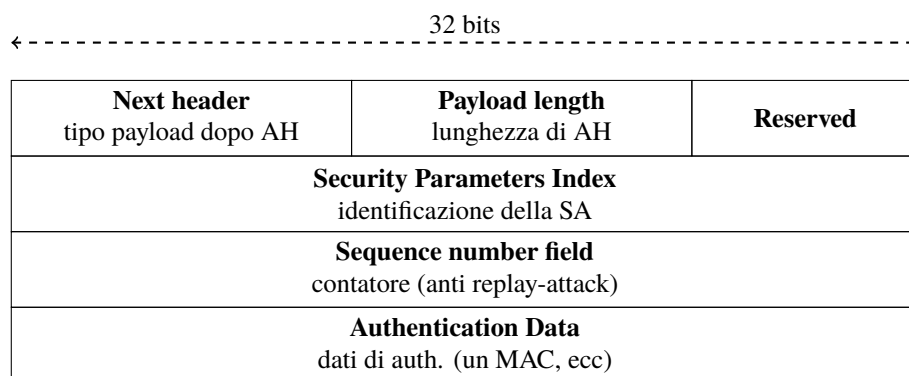 32 bits
Next header
tipo payload dopo AH
Payload length
lunghezza di AH
Reserved
Security Parameters Index
identificazione della SA
Sequence number field
contatore (anti replay-attack)
Authentication Data
dati di auth. (un MAC, ecc)